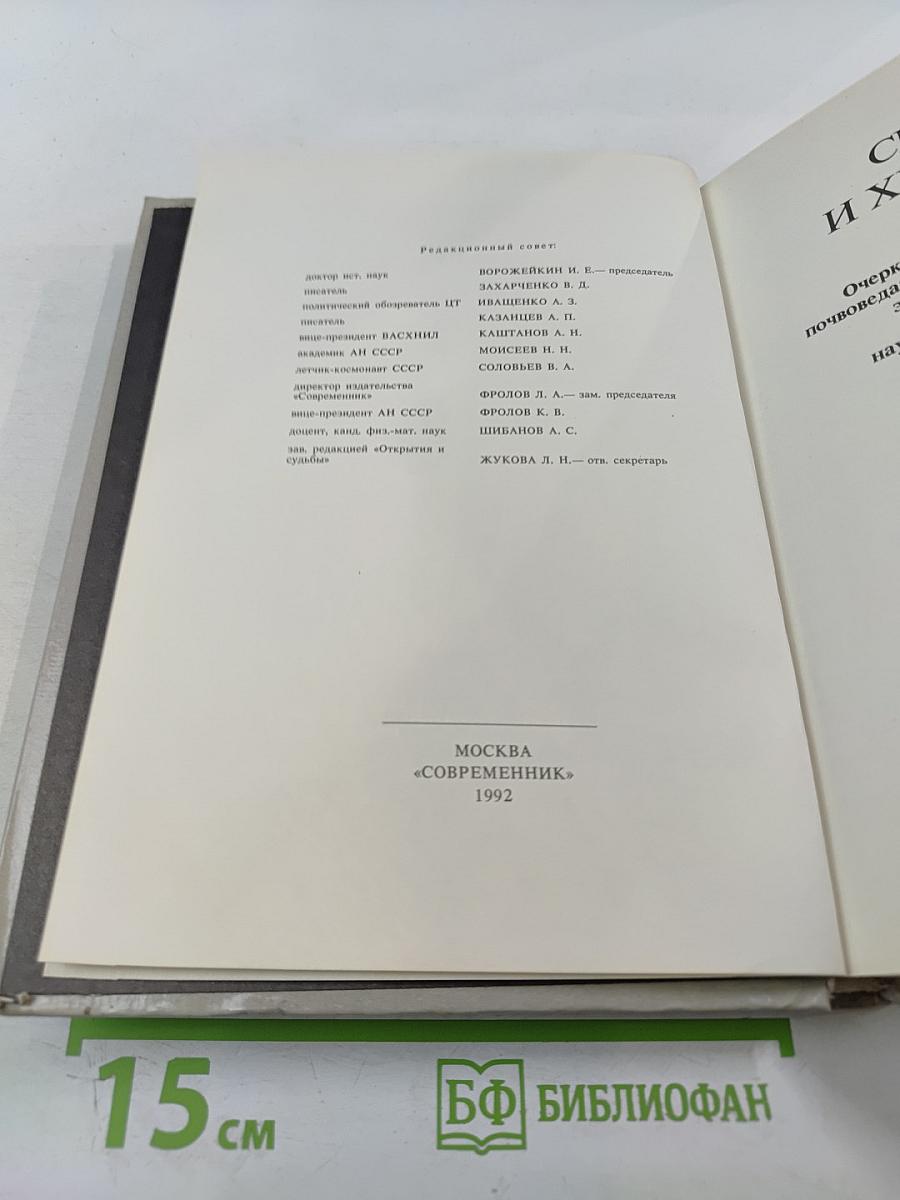 Редакционный совет:
доктор ист. наук ВОРОЖЕЙКИН И. Е.— председатель
писатель ЗАХАРЧЕНКО В. Д.
политический обозреватель ЦТ ИВАЩЕНКО А. З.
писатель КАЗАНЦЕВ А. П.
вице-президент ВАСХНИЛ КАШТАНОВ А. Н.
академик АН СССР МОИСЕЕВ Н. Н.
летчик-космонавт СССР СОЛОВЬЕВ В. А.
директор издательства
«Современник» ФРОЛОВ Л. А.— зам. председателя
вице-президент АН СССР ФРОЛОВ К. В.
доцент, канд. физ.-мат. наук ШИБАНОВ А. С.
зав. редакцией «Открытия и
судьбы» ЖУКОВА Л. Н.— отв. секретарь
МОСКВА
«СОВРЕМЕННИК»
1992
И
Очерк
почвоведа
15 см
БФ БИБЛИОФАН